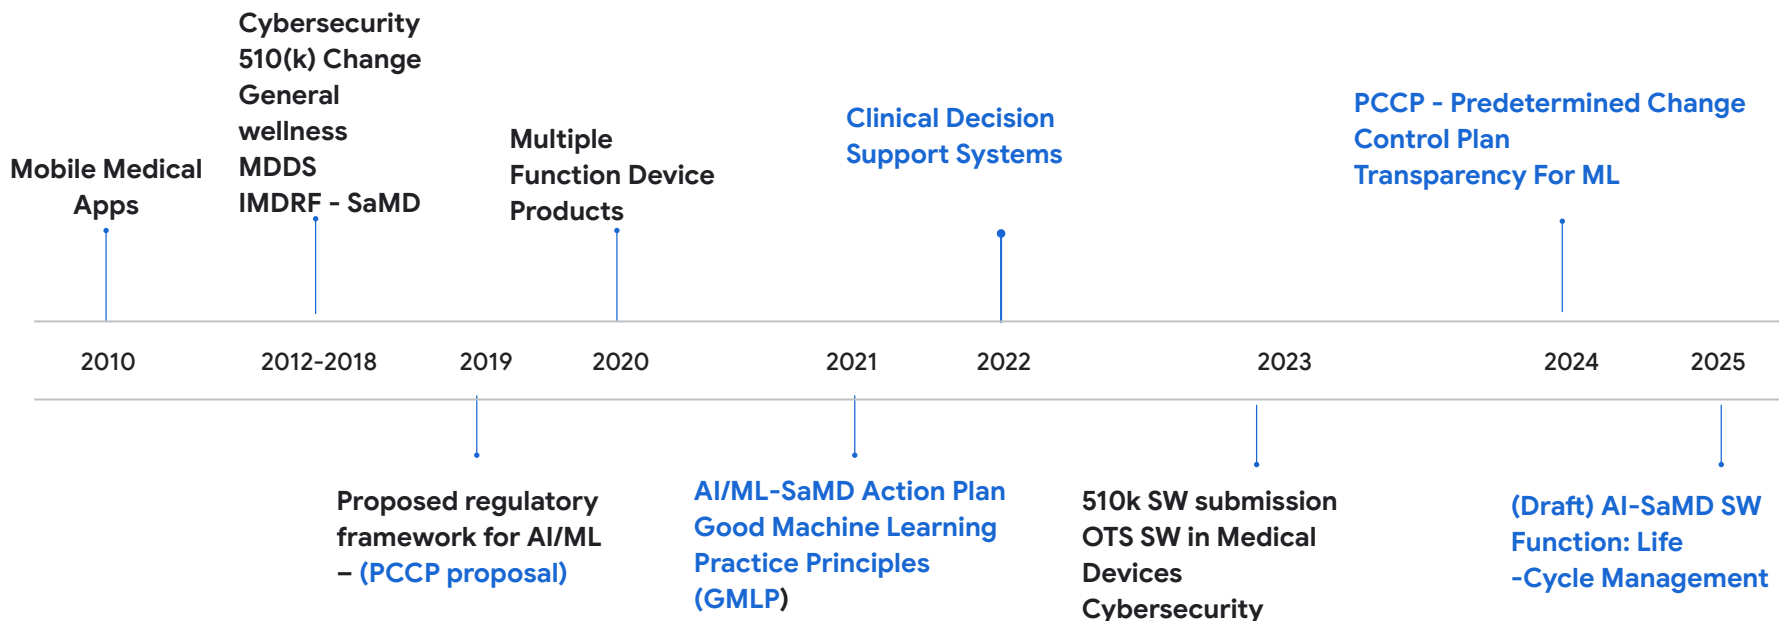 Mobile Medical
Apps
Cybersecurity
510(k) Change
General
wellness
MDDS
IMDRF - SaMD
Multiple
Function Device
Products
Clinical Decision
Support Systems
PCCP - Predetermined Change
Control Plan
Transparency For ML
2010
2012-2018
2019
2020
2021
2022
2023
2024
2025
Proposed regulatory
framework for AI/ML
– (PCCP proposal)
AI/ML-SaMD Action Plan
Good Machine Learning
Practice Principles
(GMLP)
510k SW submission
OTS SW in Medical
Devices
Cybersecurity
(Draft) AI-SaMD SW
Function: Life
-Cycle Management